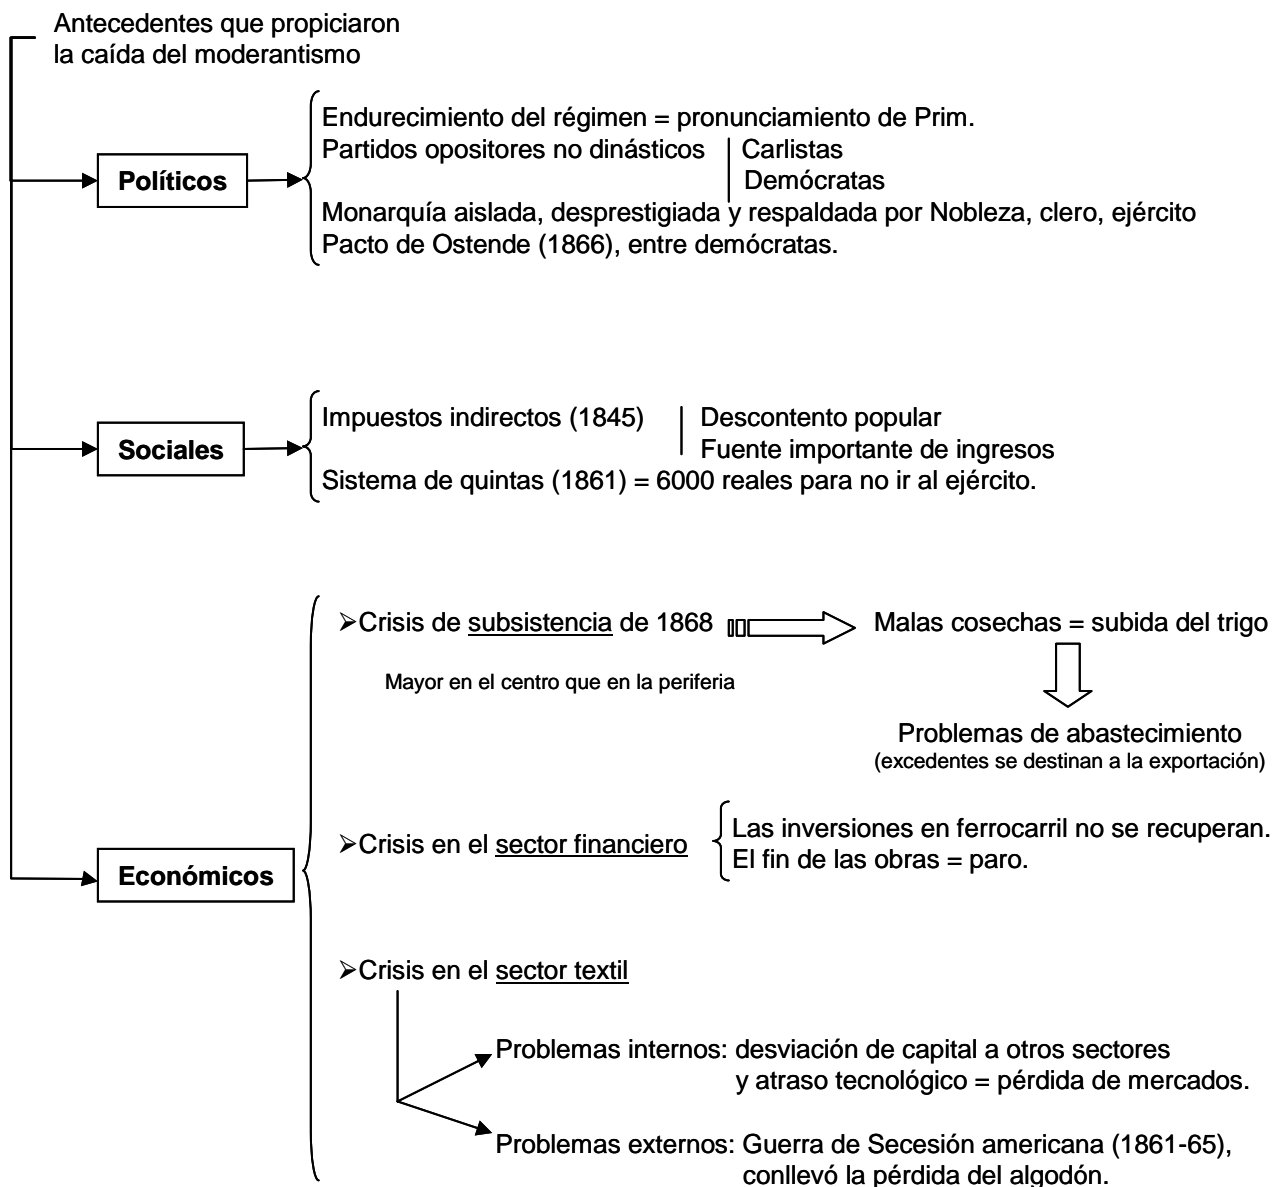 Antecedentes que propiciaron
la caída del moderantismo
Políticos
Endurecimiento del régimen = pronunciamiento de Prim.
Partidos opositores no dinásticos
Carlistas
Demócratas
Monarquía aislada, desprestigiada y respaldada por Nobleza, clero, ejército
Pacto de Ostende (1866), entre demócratas.
Sociales
Impuestos indirectos (1845)
Descontento popular
Fuente importante de ingresos
Sistema de quintas (1861) = 6000 reales para no ir al ejército.
Económicos
➢Crisis de subsistencia de 1868
Malas cosechas = subida del trigo
Mayor en el centro que en la periferia
Problemas de abastecimiento
(excedentes se destinan a la exportación)
➢Crisis en el sector financiero
Las inversiones en ferrocarril no se recuperan.
El fin de las obras = paro.
➢Crisis en el sector textil
Problemas internos: desviación de capital a otros sectores
y atraso tecnológico = pérdida de mercados.
Problemas externos: Guerra de Secesión americana (1861-65),
conllevó la pérdida del algodón.